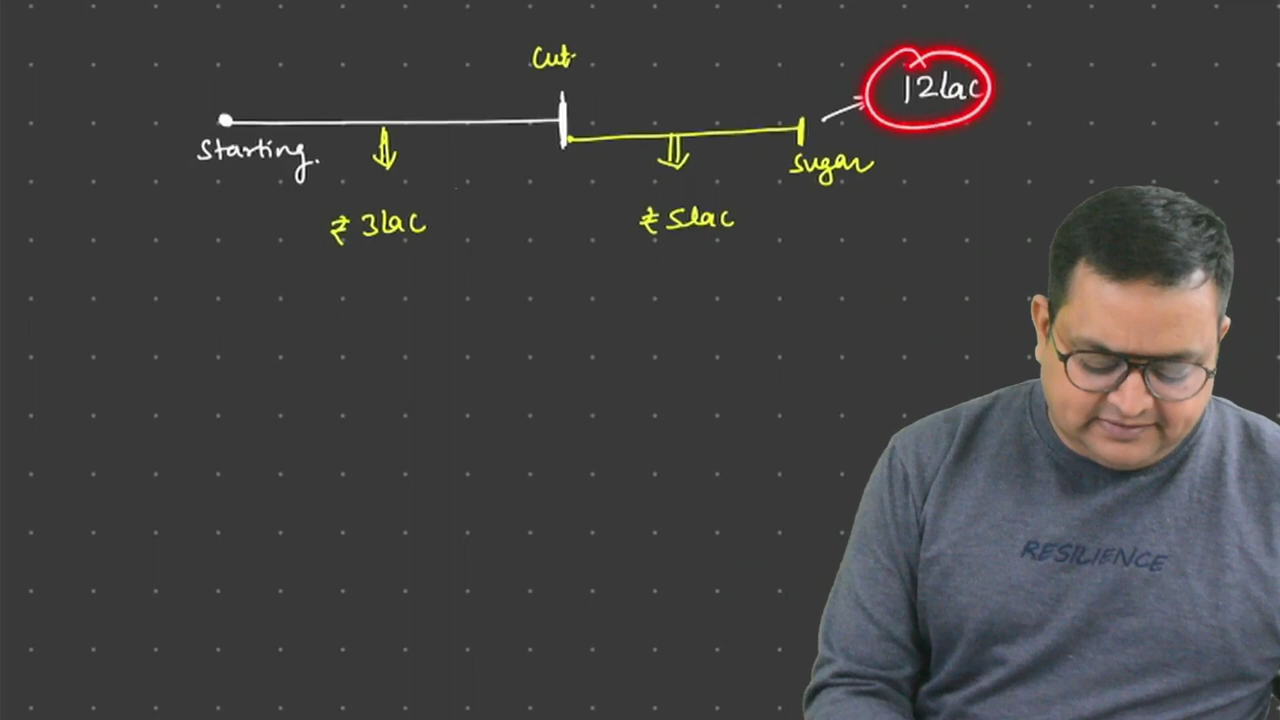 Cut
12lac
Starting.
Sugar
₹ 3lac
₹ 5lac
RESILIENCE